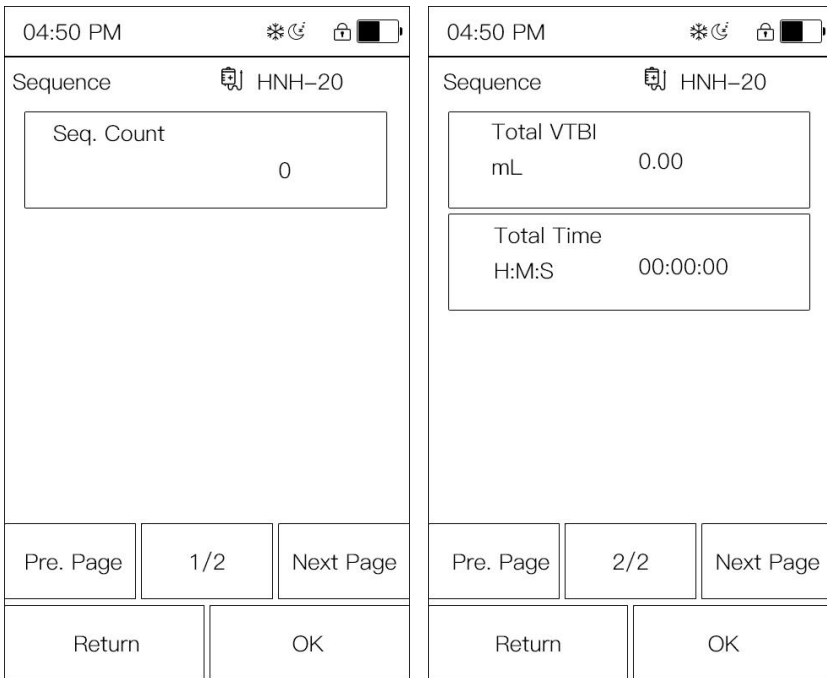 04:50 PM
Sequence HNH-20
Seq. Count
0
Pre. Page 1/2 Next Page
Return OK
04:50 PM
Sequence HNH-20
Total VTBI
mL 0.00
Total Time
H:M:S 00:00:00
Pre. Page 2/2 Next Page
Return OK